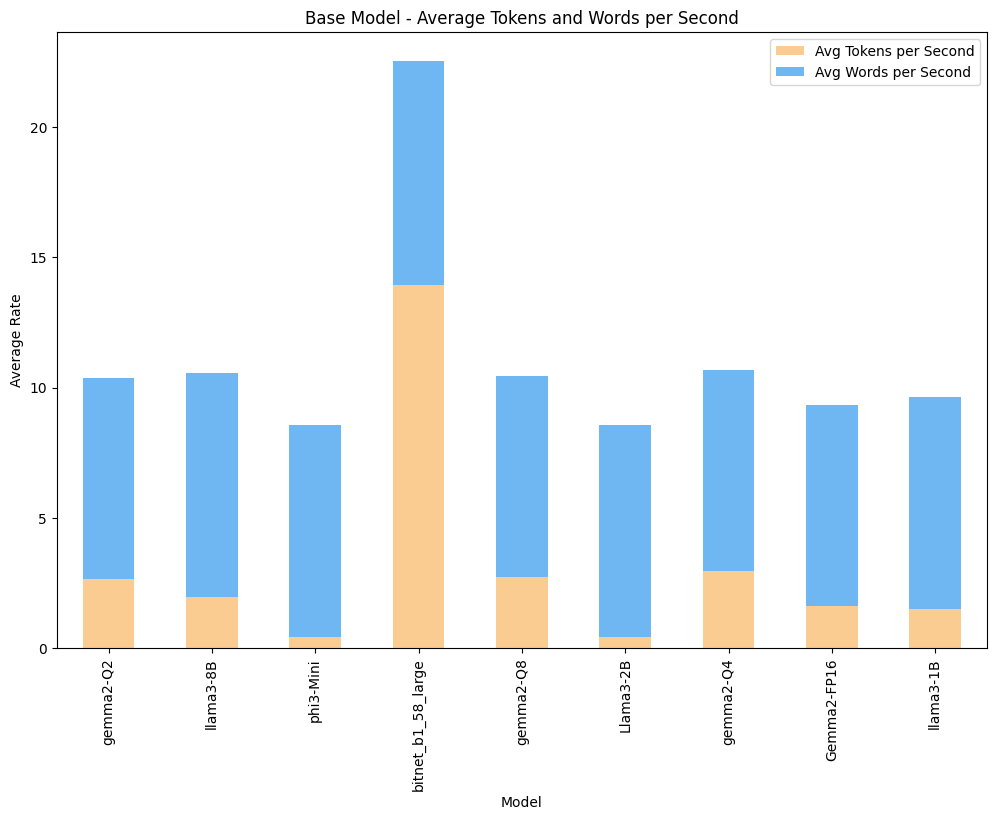 Base Model - Average Tokens and Words per Second
Avg Tokens per Second
Avg Words per Second
Average Rate
20
15
10
5
0
gemma2-Q2
llama3-8B
phi3-Mini
bitnet_b1_58_large
gemma2-Q8
Llama3-2B
gemma2-Q4
Gemma2-FP16
llama3-1B
Model